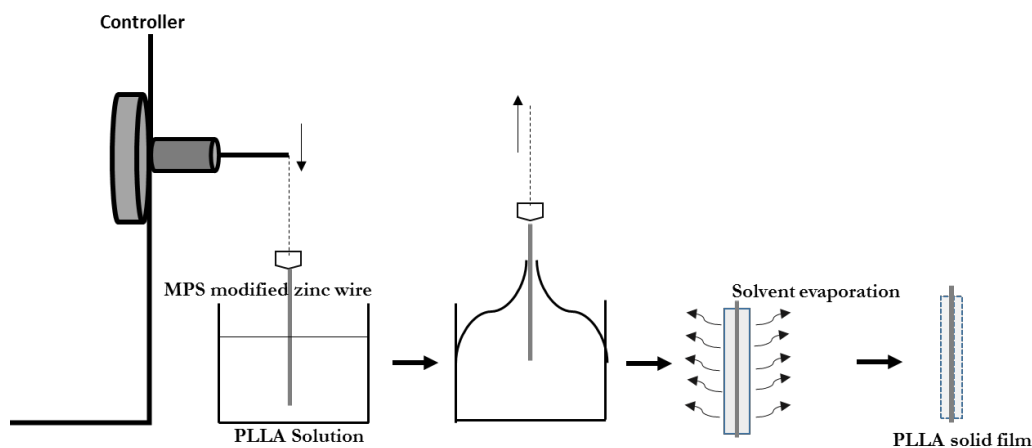 Controller
MPS modified zinc wire
Solvent evaporation
PLLA Solution
PLLA solid film